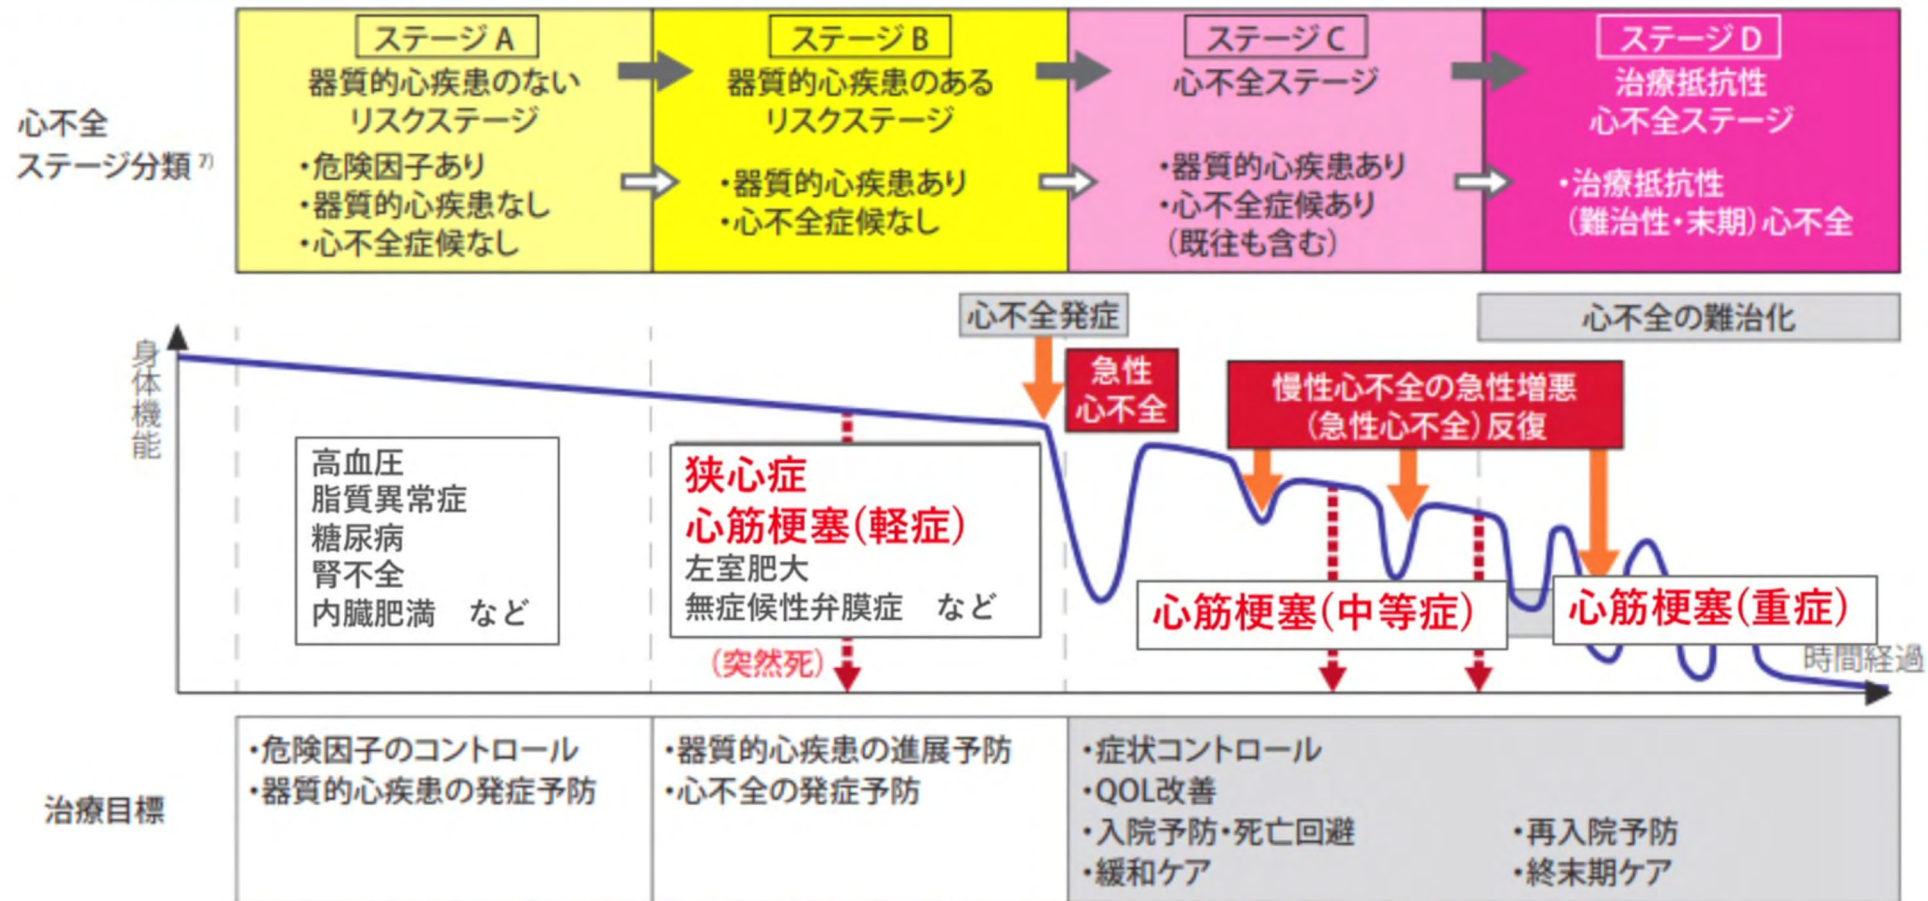 心不全
ステージ分類 7)
ステージ A
器質的心疾患のない
リスクステージ
・危険因子あり
・器質的心疾患なし
・心不全症候なし
ステージ B
器質的心疾患のある
リスクステージ
・器質的心疾患あり
・心不全症候なし
ステージ C
心不全ステージ
・器質的心疾患あり
・心不全症候あり
(既往も含む)
ステージ D
治療抵抗性
心不全ステージ
・治療抵抗性
(難治性・末期)心不全
身体機能
心不全発症
心不全の難治化
急性
心不全
慢性心不全の急性増悪
(急性心不全)反復
高血圧
脂質異常症
糖尿病
腎不全
内臓肥満　など
狭心症
心筋梗塞(軽症)
左室肥大
無症候性弁膜症　など
(突然死)
心筋梗塞(中等症)
心筋梗塞(重症)
時間経過
治療目標
・危険因子のコントロール
・器質的心疾患の発症予防
・器質的心疾患の進展予防
・心不全の発症予防
・症状コントロール
・QOL改善
・入院予防・死亡回避
・緩和ケア
・再入院予防
・終末期ケア